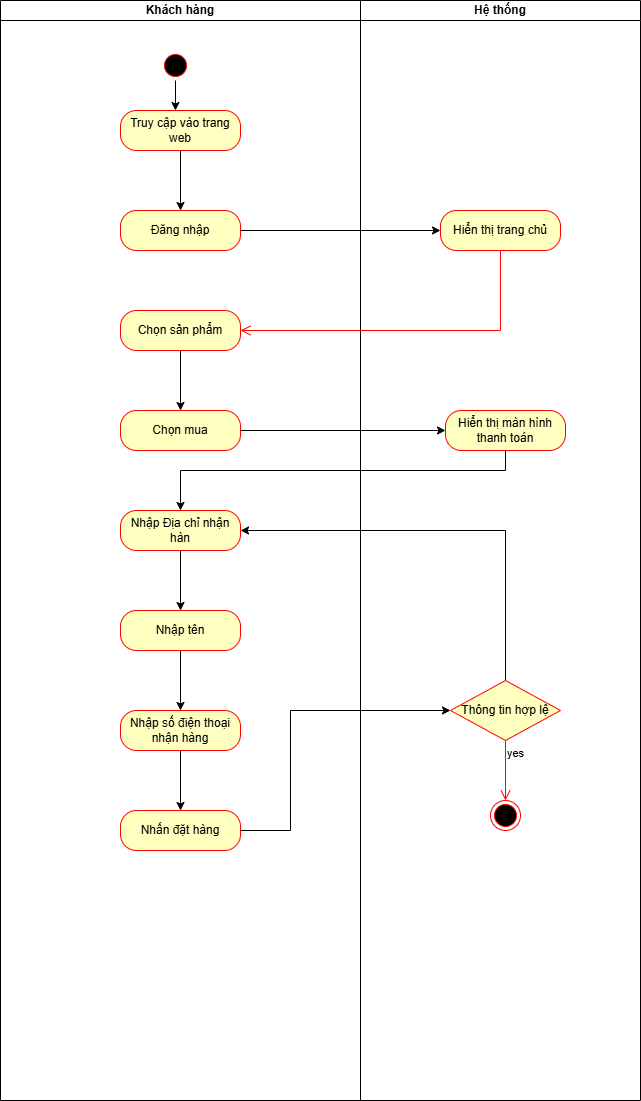 Khách hàng
Hệ thống
Truy cập vào trang
web
Đăng nhập
Hiển thị trang chủ
Chọn sản phẩm
Chọn mua
Hiển thị màn hình
thanh toán
Nhập Địa chỉ nhận
hản
Nhập tên
Nhập số điện thoại
nhận hàng
Thông tin hợp lệ
yes
Nhấn đặt hàng